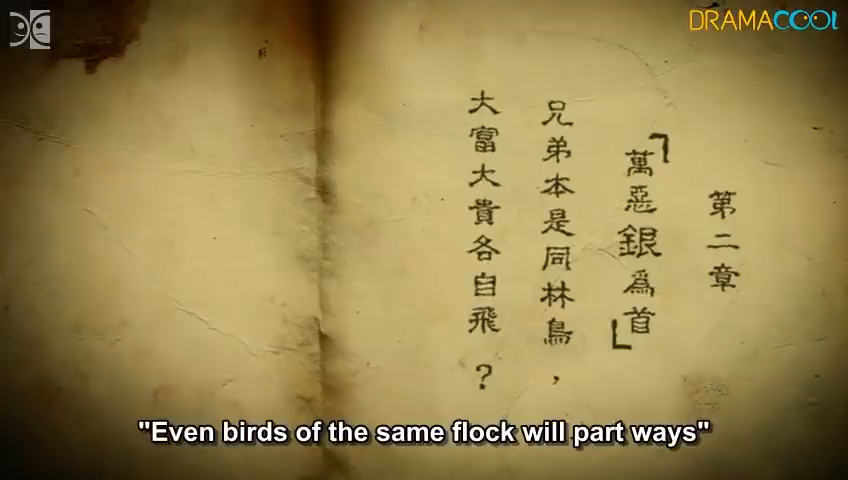 DRAMACOOL
第二章
「萬惡銀為首」
兄弟本是同林鳥，
大富大貴各自飛？
"Even birds of the same flock will part ways"